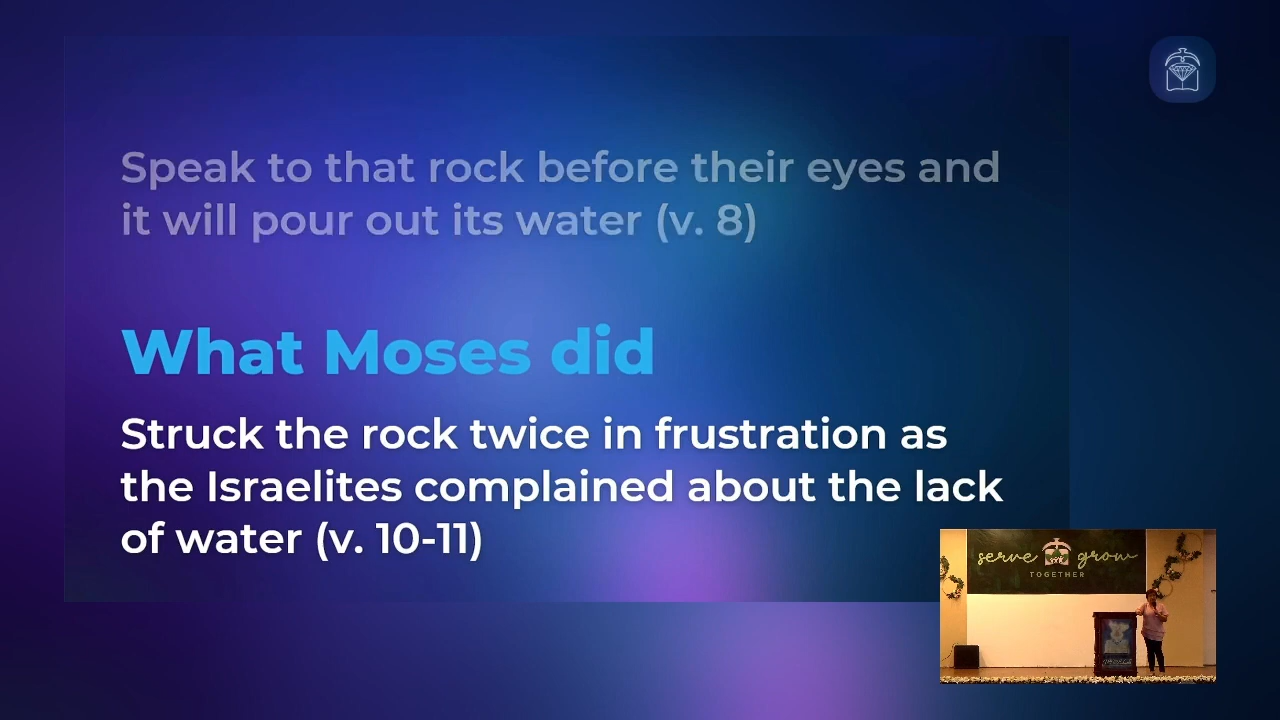 Speak to that rock before their eyes and
it will pour out its water (v. 8)
What Moses did
Struck the rock twice in frustration as
the Israelites complained about the lack
of water (v. 10-11)
serve grow
TOGETHER